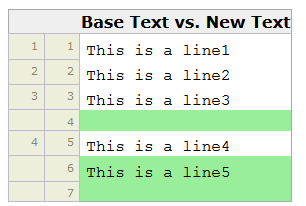 Base Text vs. New Text
1 1 This is a line1
2 2 This is a line2
3 3 This is a line3
4
4 5 This is a line4
6 This is a line5
7